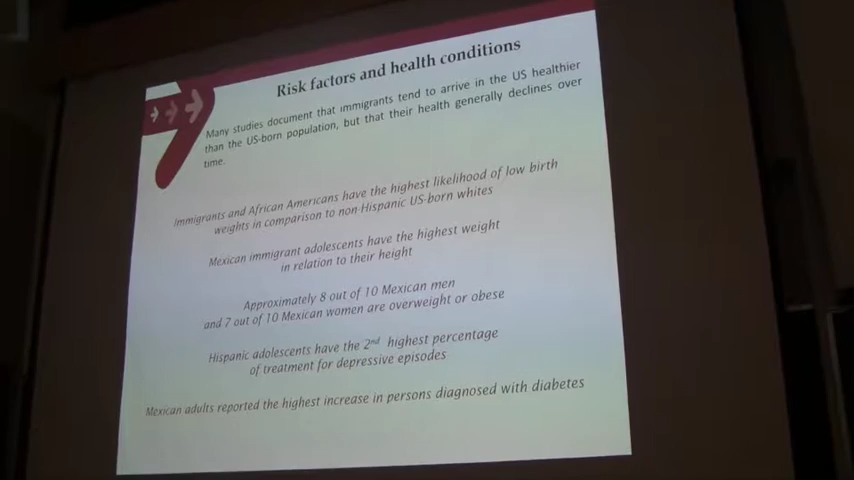 Risk factors and health conditions
Many studies document that immigrants tend to arrive in the US healthier
than the US-born population, but that their health generally declines over
time.
Immigrants and African Americans have the highest likelihood of low birth
weights in comparison to non-Hispanic US-born whites
Mexican immigrant adolescents have the highest weight
in relation to their height
Approximately 8 out of 10 Mexican men
and 7 out of 10 Mexican women are overweight or obese
Hispanic adolescents have the 2nd highest percentage
of treatment for depressive episodes
Mexican adults reported the highest increase in persons diagnosed with diabetes